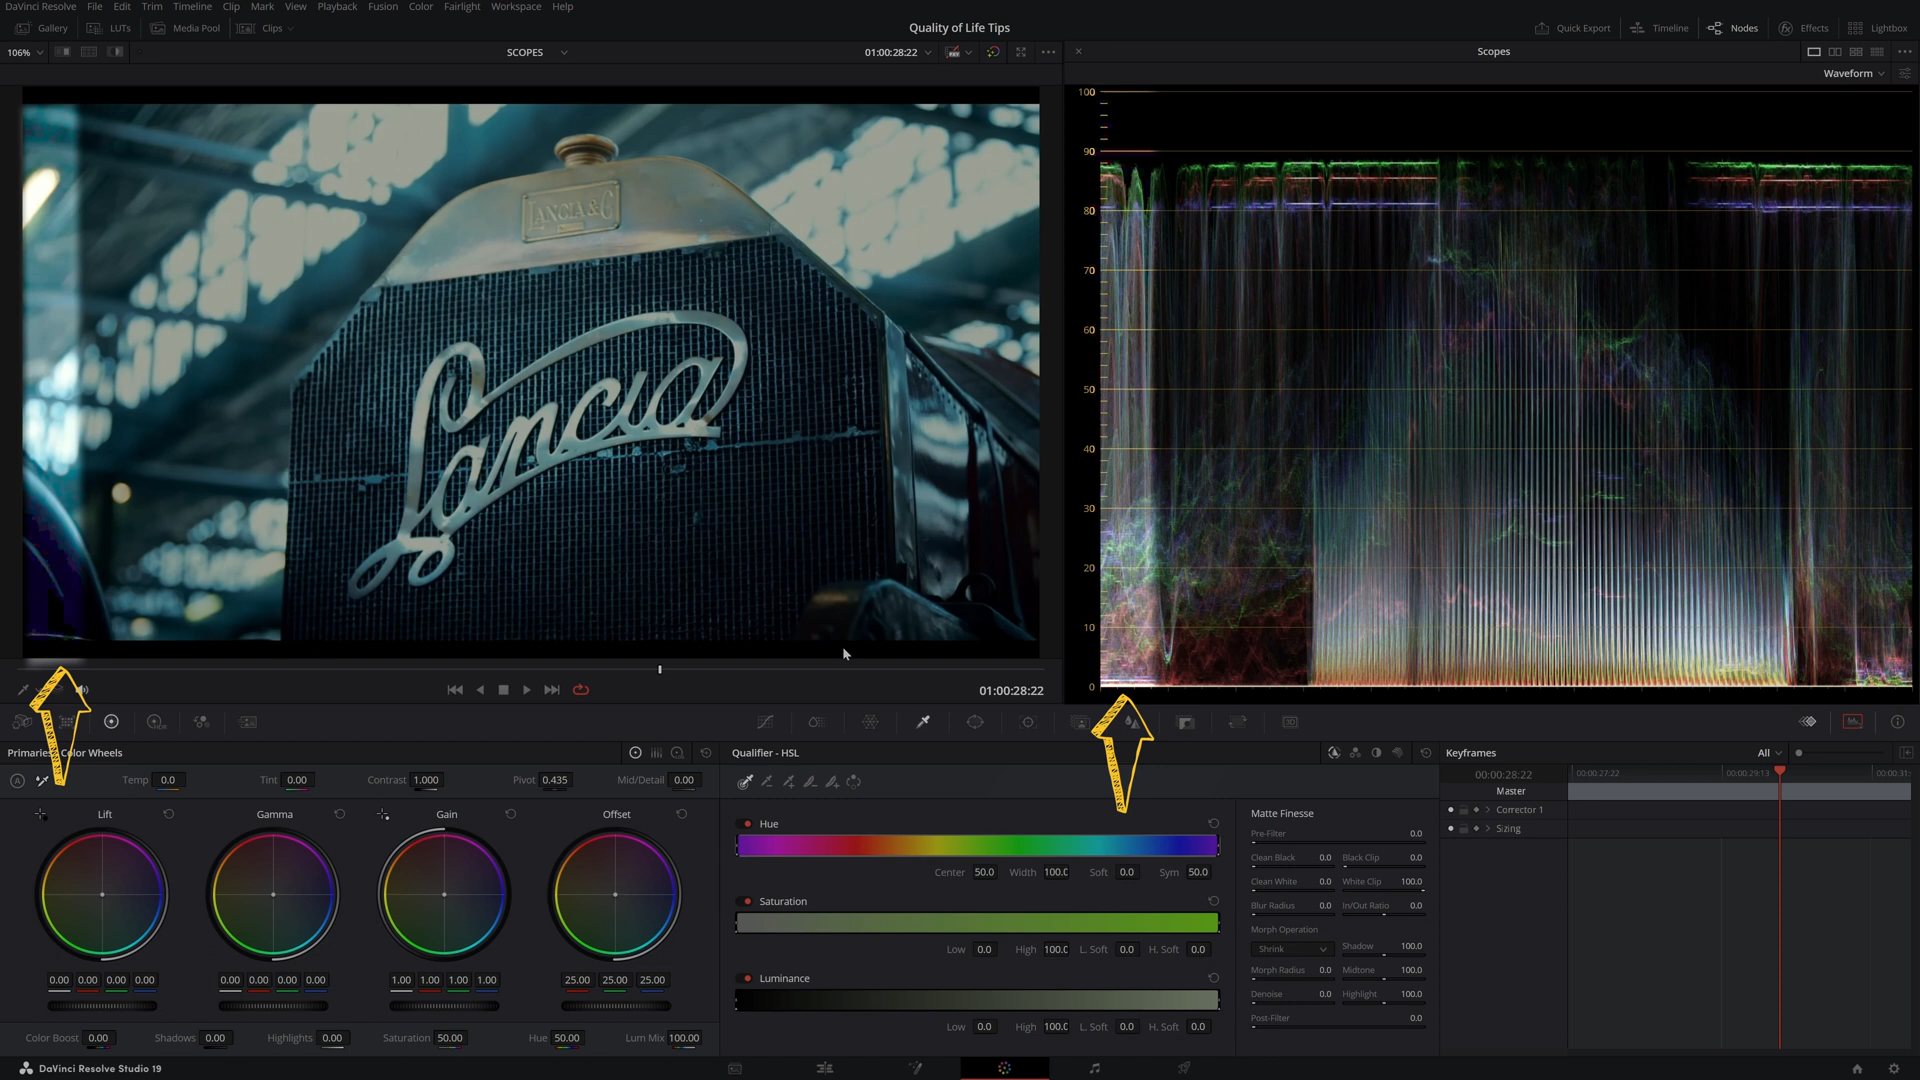 DaVinci Resolve File Edit Trim Timeline Clip Mark View Playback Fusion Color Fairlight Workspace Help
Gallery LUTs Media Pool Clips Quality of Life Tips Quick Export Timeline Nodes Effects Lightbox
106% SCOPES 01:00:28:22 Scopes
Waveform
LANCIA & C
Lancia
100
90
80
70
60
50
40
30
20
10
0
01:00:28:22
Primaries Color Wheels Qualifier - HSL Keyframes All
Temp 0.0 Tint 0.00 Contrast 1.000 Pivot 0.435 Mid/Detail 0.00
00:00:28:22 00:00:27:22 00:00:29:13 00:00:31:
Master
Corrector 1
Sizing
Lift Gamma Gain Offset
0.00 0.00 0.00 0.00 0.00 0.00 0.00 0.00 1.00 1.00 1.00 1.00 25.00 25.00 25.00
Color Boost 0.00 Shadows 0.00 Highlights 0.00 Saturation 50.00 Hue 50.00 Lum Mix 100.00
Hue
Center 50.0 Width 100.0 Soft 0.0 Sym 50.0
Saturation
Low 0.0 High 100.0 L. Soft 0.0 H. Soft 0.0
Luminance
Low 0.0 High 100.0 L. Soft 0.0 H. Soft 0.0
Matte Finesse
Pre-Filter 0.0
Clean Black 0.0 Black Clip 0.0
Clean White 0.0 White Clip 100.0
Blur Radius 0.0 In/Out Ratio 0.0
Morph Operation
Shrink Shadow 100.0
Morph Radius 0.0 Midtone 100.0
Denoise 0.0 Highlight 100.0
Post-Filter 0.0
DaVinci Resolve Studio 19